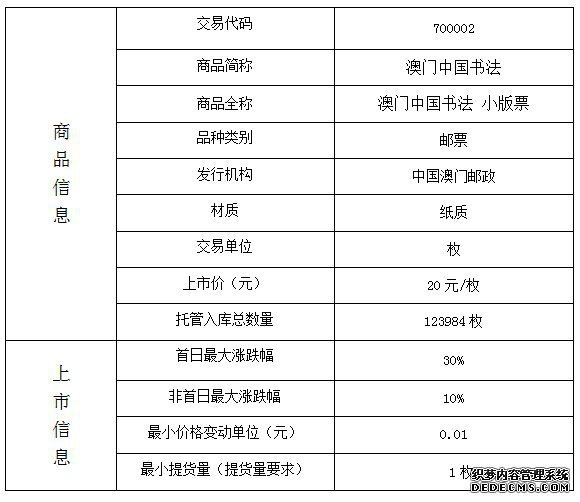 商品信息
交易代码 700002
商品简称 澳门中国书法
商品全称 澳门中国书法 小版票
品种类别 邮票
发行机构 中国澳门邮政
材质 纸质
交易单位 枚
上市价（元） 20 元/枚
托管入库总数量 123984 枚
上市信息
首日最大涨跌幅 30%
非首日最大涨跌幅 10%
最小价格变动单位（元） 0.01
最小提货量（提货量要求） 1 枚
织梦内容管理系统
DEDECMS.COM